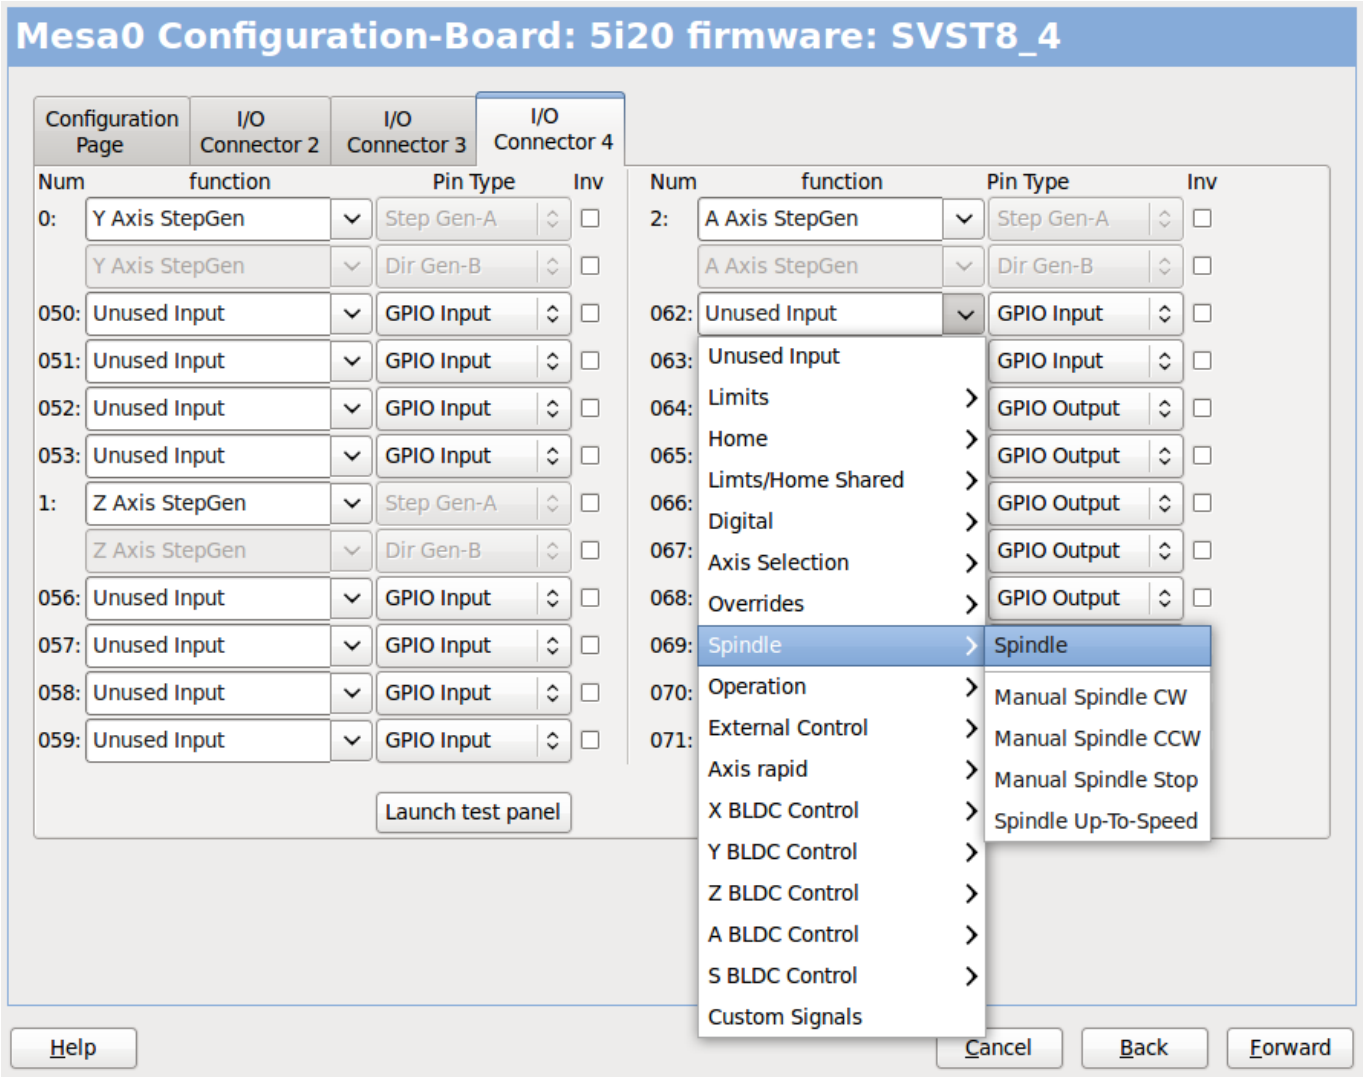 Mesa0 Configuration-Board: 5i20 firmware: SVST8_4
Configuration Page
I/O Connector 2
I/O Connector 3
I/O Connector 4
Num function Pin Type Inv Num function Pin Type Inv
0: Y Axis StepGen Step Gen-A 2: A Axis StepGen Step Gen-A
Y Axis StepGen Dir Gen-B A Axis StepGen Dir Gen-B
050: Unused Input GPIO Input 062: Unused Input GPIO Input
051: Unused Input GPIO Input 063: GPIO Input
052: Unused Input GPIO Input 064: GPIO Output
053: Unused Input GPIO Input 065: GPIO Output
1: Z Axis StepGen Step Gen-A 066: GPIO Output
Z Axis StepGen Dir Gen-B 067: GPIO Output
056: Unused Input GPIO Input 068: GPIO Output
057: Unused Input GPIO Input 069:
058: Unused Input GPIO Input 070:
059: Unused Input GPIO Input 071:
Launch test panel
Unused Input
Limits
Home
Limts/Home Shared
Digital
Axis Selection
Overrides
Spindle
Operation
External Control
Axis rapid
X BLDC Control
Y BLDC Control
Z BLDC Control
A BLDC Control
S BLDC Control
Custom Signals
Spindle
Manual Spindle CW
Manual Spindle CCW
Manual Spindle Stop
Spindle Up-To-Speed
Help Cancel Back Forward